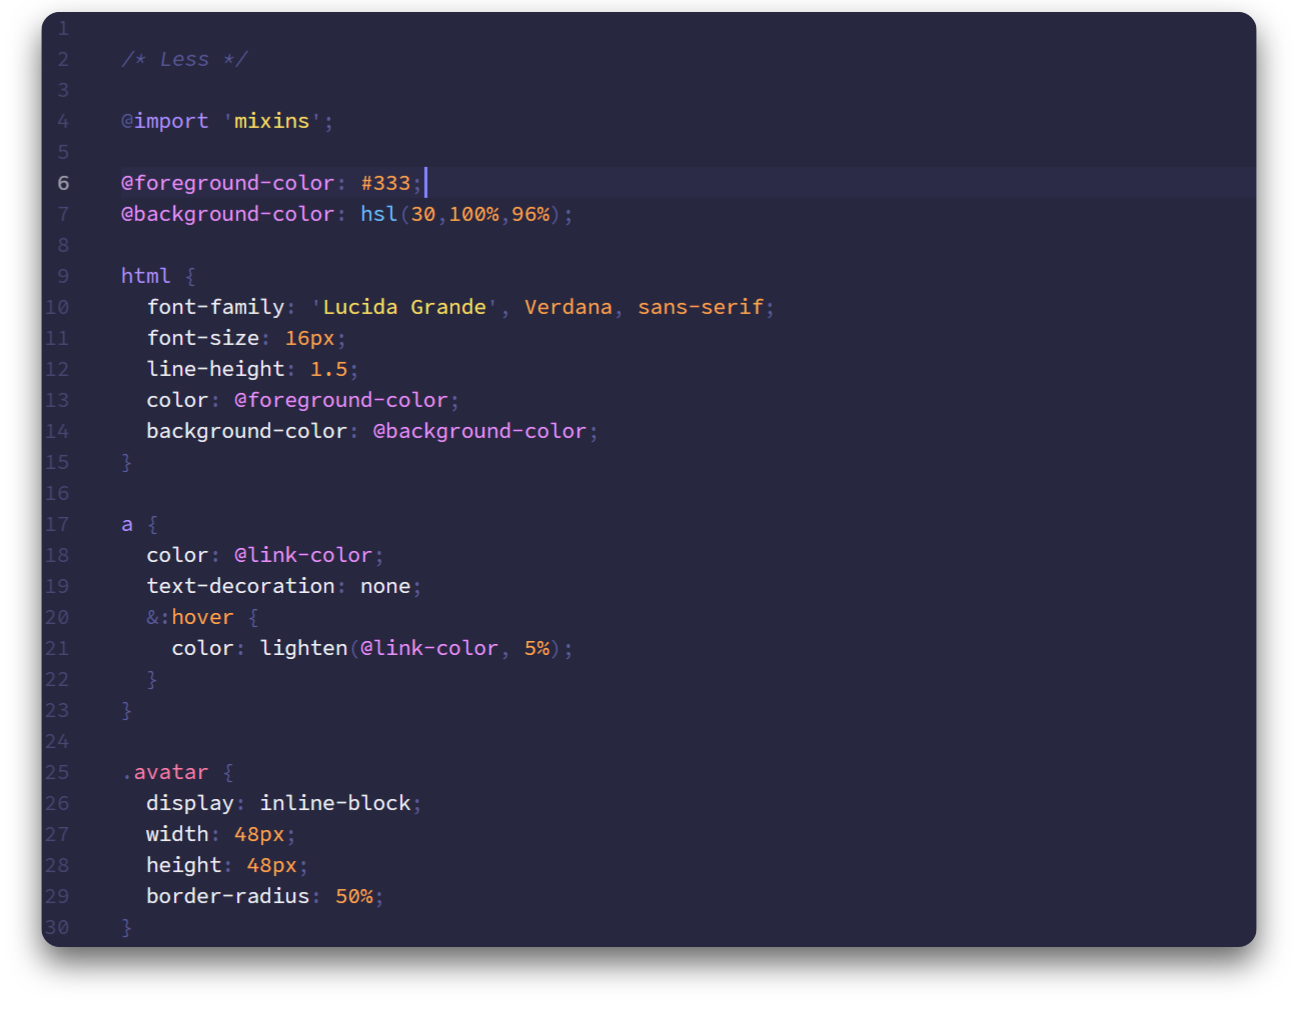 1
2 /* Less */
3
4 @import 'mixins';
5
6 @foreground-color: #333;
7 @background-color: hsl(30,100%,96%);
8
9 html {
10   font-family: 'Lucida Grande', Verdana, sans-serif;
11   font-size: 16px;
12   line-height: 1.5;
13   color: @foreground-color;
14   background-color: @background-color;
15 }
16
17 a {
18   color: @link-color;
19   text-decoration: none;
20   &:hover {
21     color: lighten(@link-color, 5%);
22   }
23 }
24
25 .avatar {
26   display: inline-block;
27   width: 48px;
28   height: 48px;
29   border-radius: 50%;
30 }